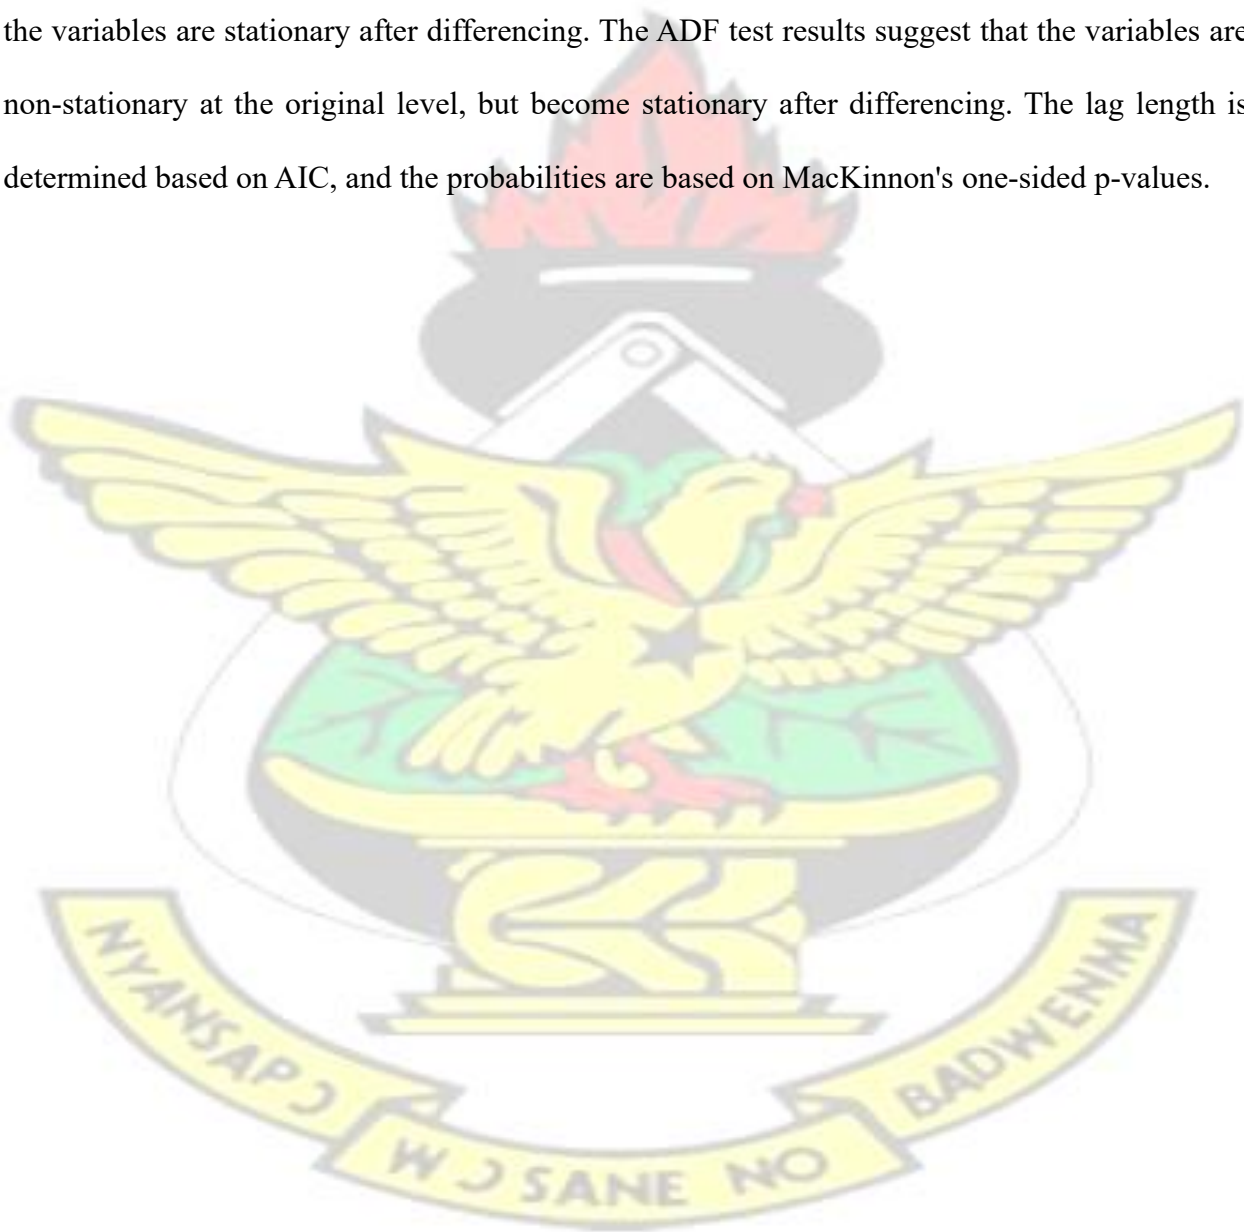 the variables are stationary after differencing. The ADF test results suggest that the variables are
non-stationary at the original level, but become stationary after differencing. The lag length is
determined based on AIC, and the probabilities are based on MacKinnon's one-sided p-values.
NYANSAPƆ
WƆ SANE NO
BADWENMA